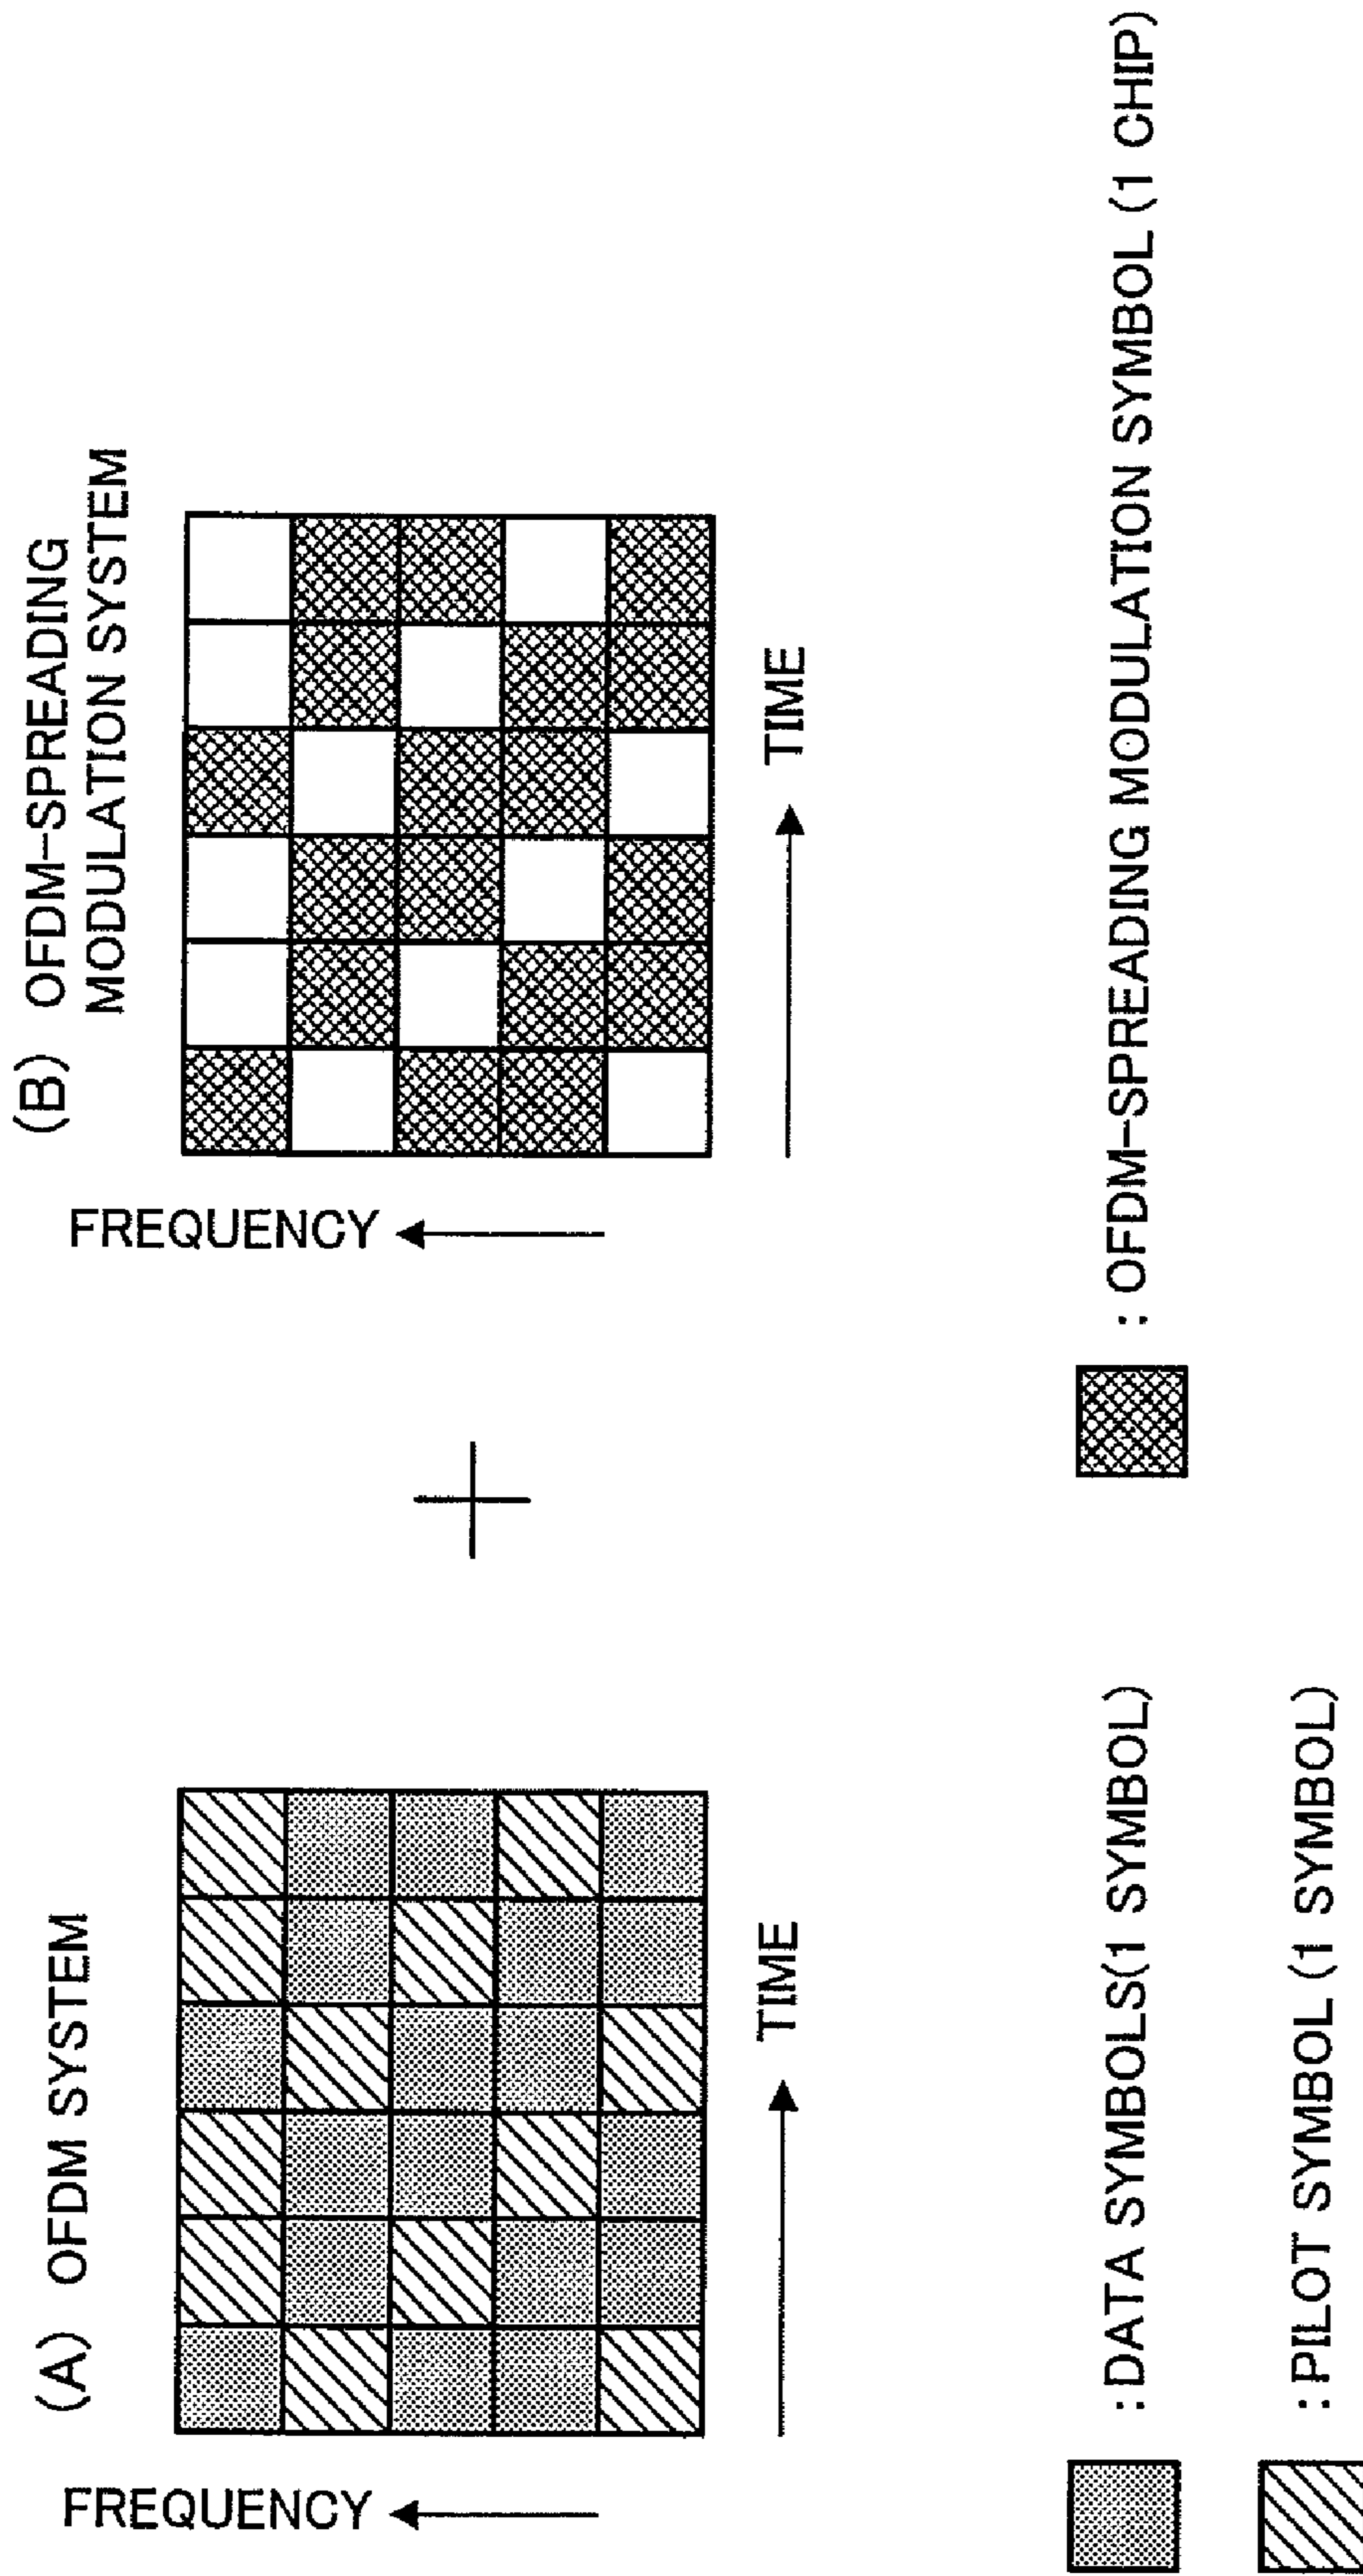 (A) OFDM SYSTEM
FREQUENCY
TIME
(B) OFDM-SPREADING
MODULATION SYSTEM
FREQUENCY
TIME
:DATA SYMBOLS(1 SYMBOL)
: PILOT SYMBOL (1 SYMBOL)
: OFDM-SPREADING MODULATION SYMBOL (1 CHIP)